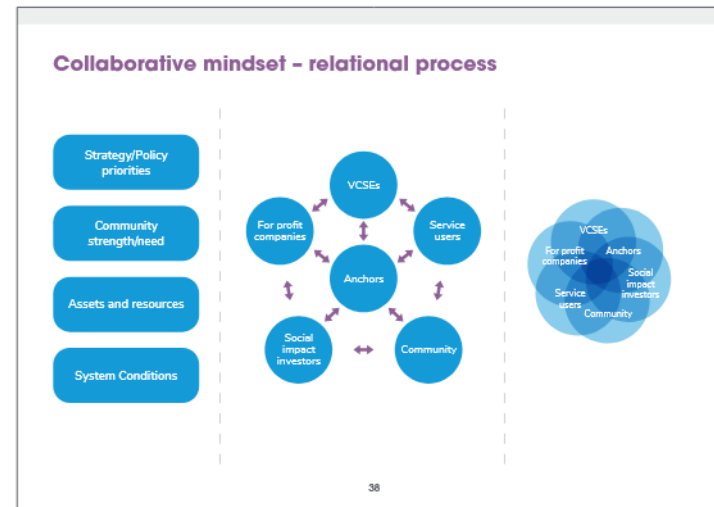 Collaborative mindset – relational process
Strategy/Policy
priorities
Community
strength/need
Assets and resources
System Conditions
VCSEs
For profit
companies
Service
users
Anchors
Social
impact
investors
Community
VCSEs
For profit
companies
Anchors
Social
impact
investors
Service
users
Community
38